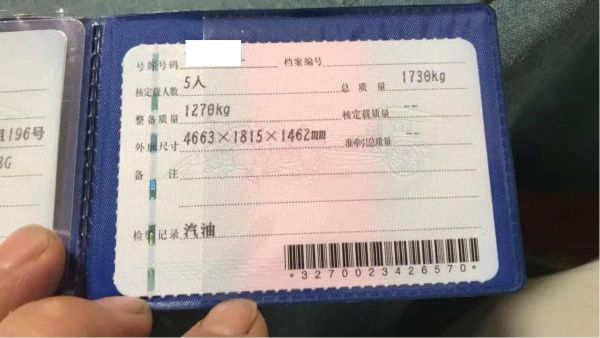 号牌号码 档案编号
核定载人数 5人 总质量 1730kg
整备质量 1270kg 核定载质量 --
外廓尺寸 4663×1815×1462mm 准牵引总质量 --
备注
检验记录 汽油
*3270023426570*
组196号
3G